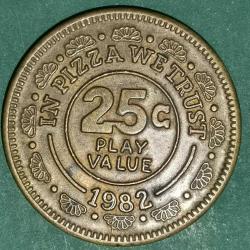 IN PIZZA WE TRUST
25¢
PLAY
VALUE
1982